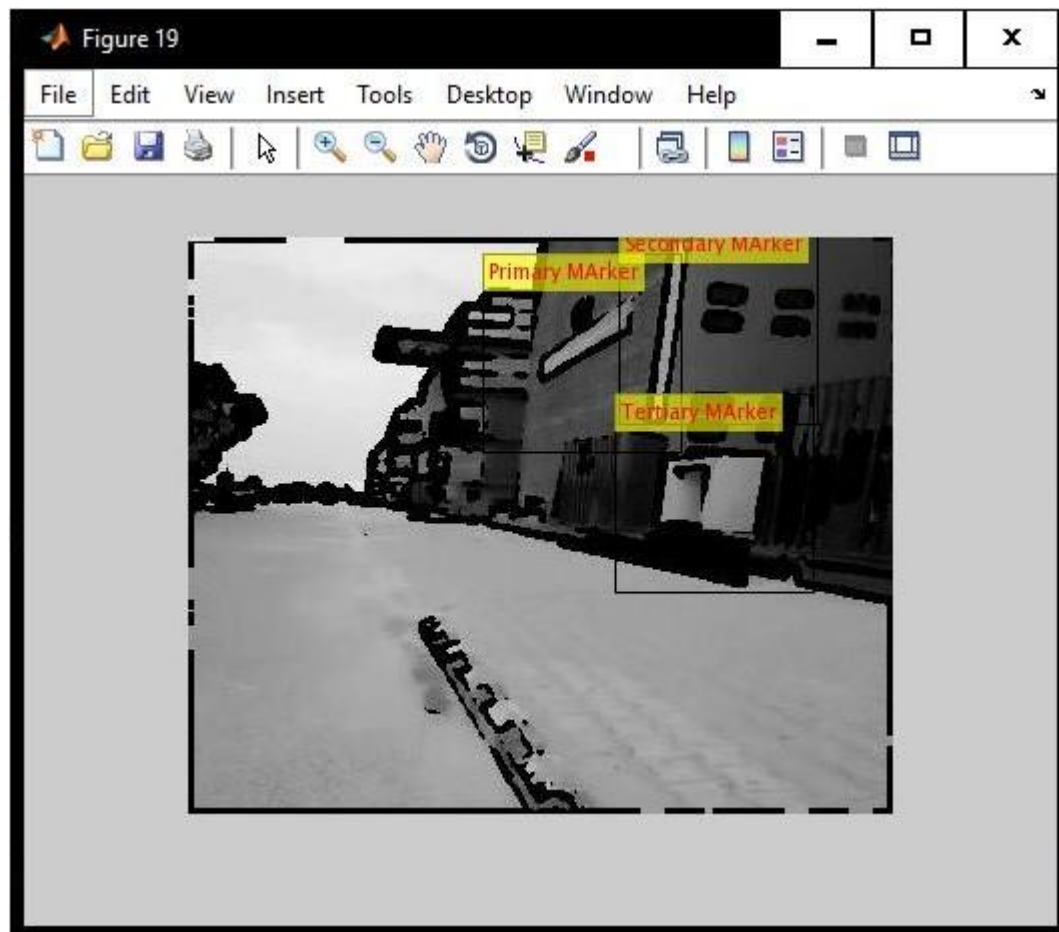 Figure 19
File Edit View Insert Tools Desktop Window Help
Secondary MArker
Primary MArker
Tertiary MArker